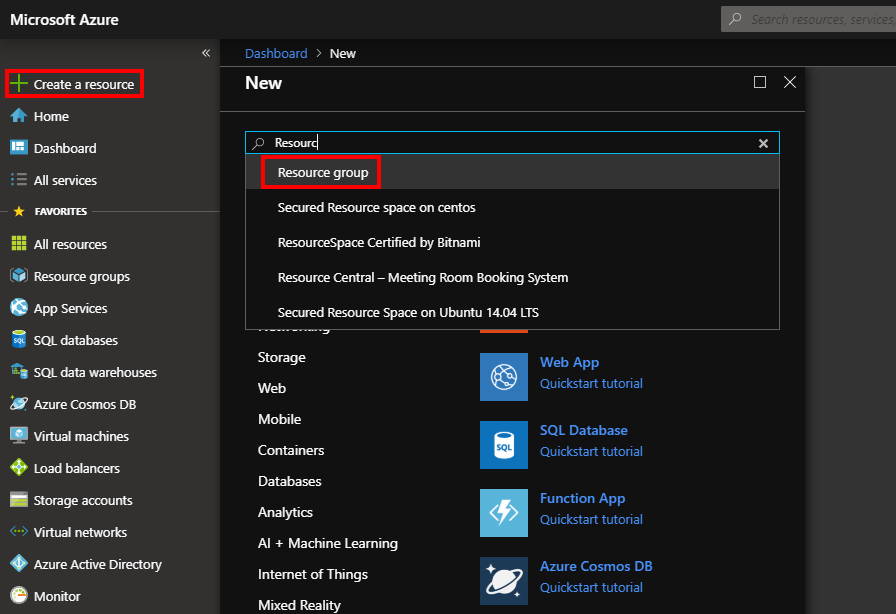 Microsoft Azure
Search resources, services,
«
Dashboard > New
Create a resource
Home
Dashboard
All services
FAVORITES
All resources
Resource groups
App Services
SQL databases
SQL data warehouses
Azure Cosmos DB
Virtual machines
Load balancers
Storage accounts
Virtual networks
Azure Active Directory
Monitor
New
Resourc
Resource group
Secured Resource space on centos
ResourceSpace Certified by Bitnami
Resource Central – Meeting Room Booking System
Secured Resource Space on Ubuntu 14.04 LTS
Networking
Storage
Web
Mobile
Containers
Databases
Analytics
AI + Machine Learning
Internet of Things
Mixed Reality
Web App
Quickstart tutorial
SQL
SQL Database
Quickstart tutorial
Function App
Quickstart tutorial
Azure Cosmos DB
Quickstart tutorial